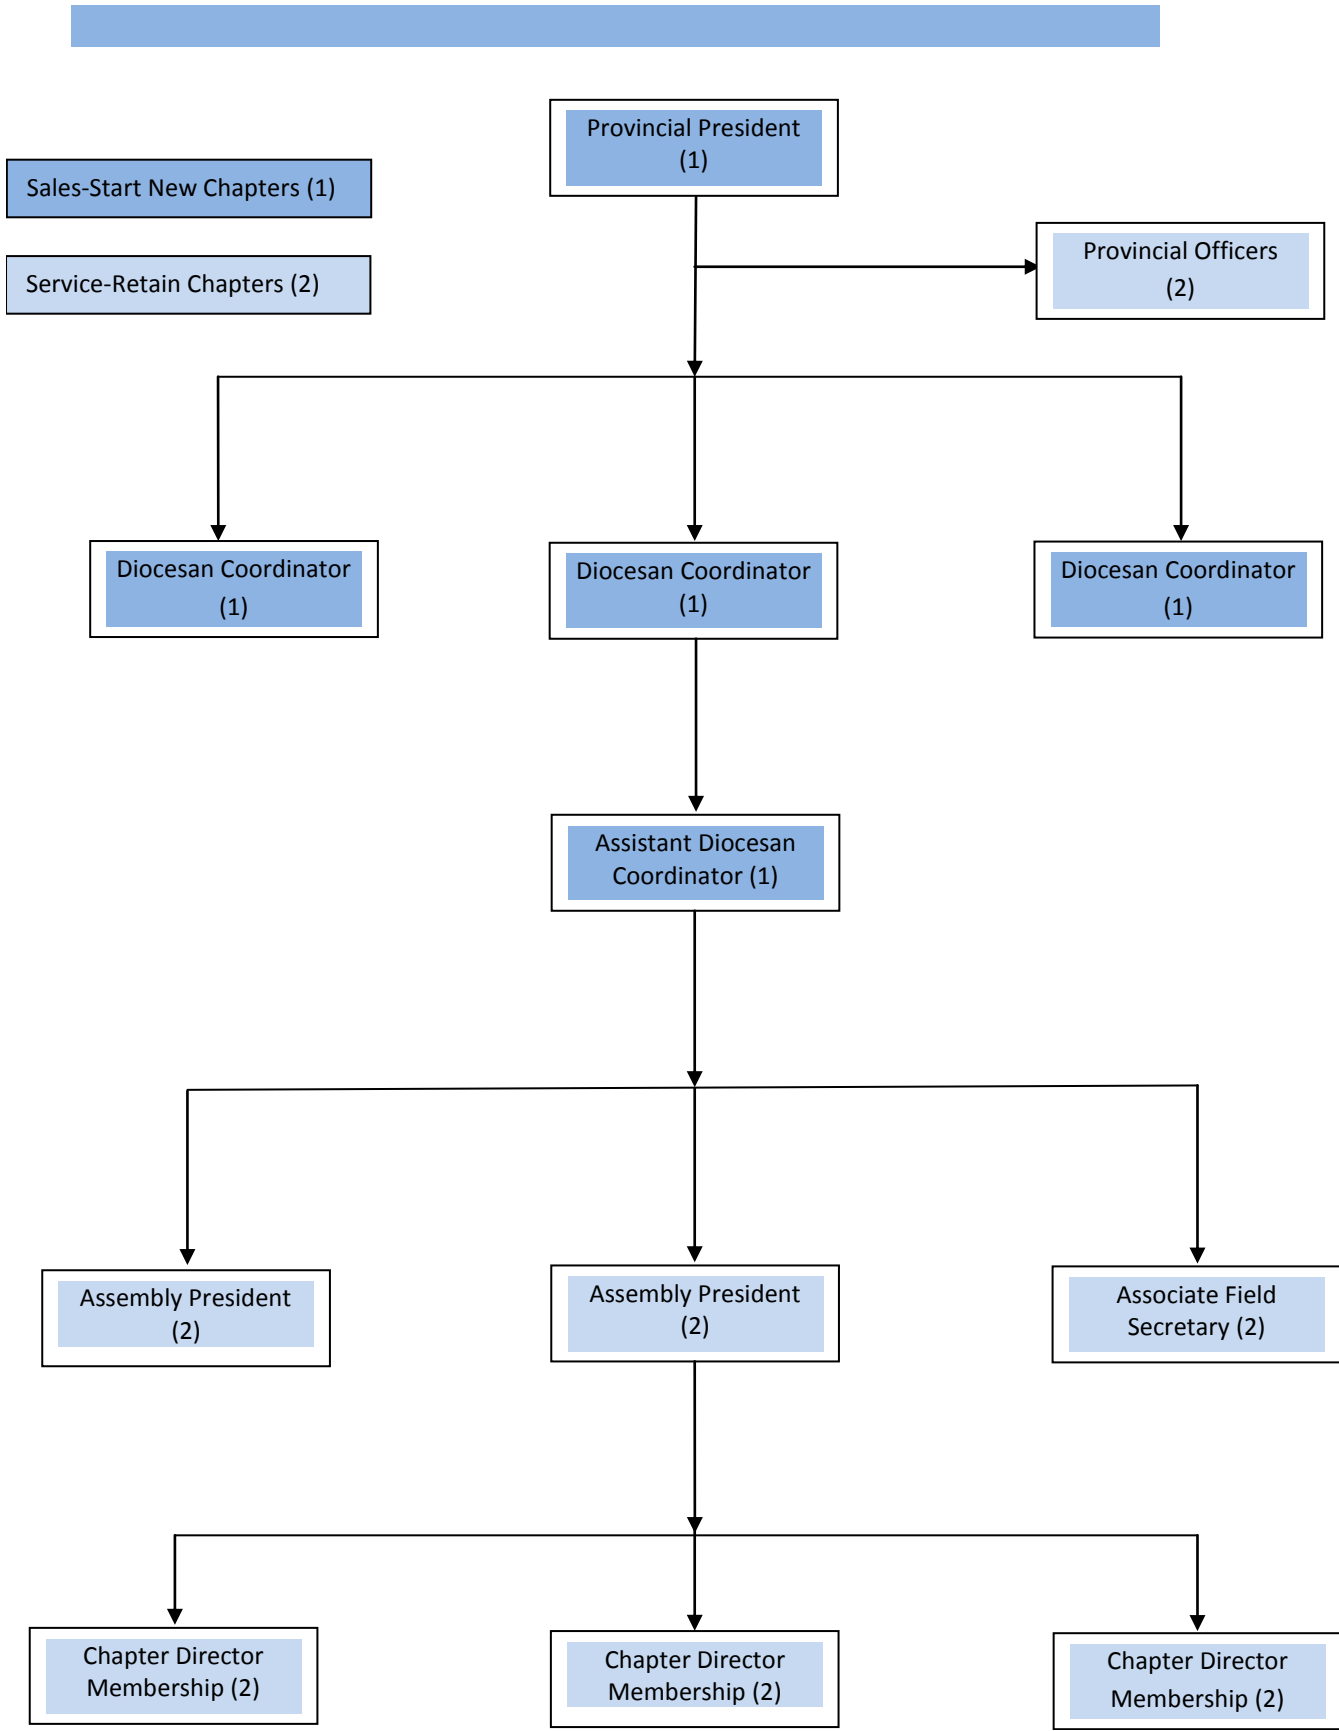 Provincial President
(1)
Sales-Start New Chapters (1)
Provincial Officers
(2)
Service-Retain Chapters (2)
Diocesan Coordinator
(1)
Diocesan Coordinator
(1)
Diocesan Coordinator
(1)
Assistant Diocesan
Coordinator (1)
Assembly President
(2)
Assembly President
(2)
Associate Field
Secretary (2)
Chapter Director
Membership (2)
Chapter Director
Membership (2)
Chapter Director
Membership (2)